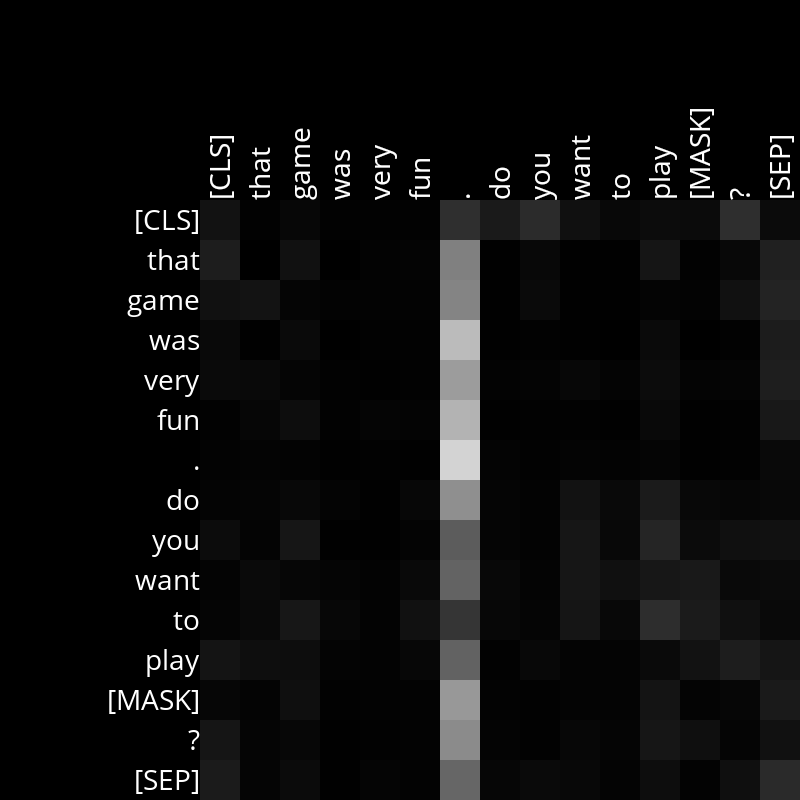 [CLS] that game was very fun . do you want to play [MASK] ? [SEP]
[CLS]
that
game
was
very
fun
.
do
you
want
to
play
[MASK]
?
[SEP]